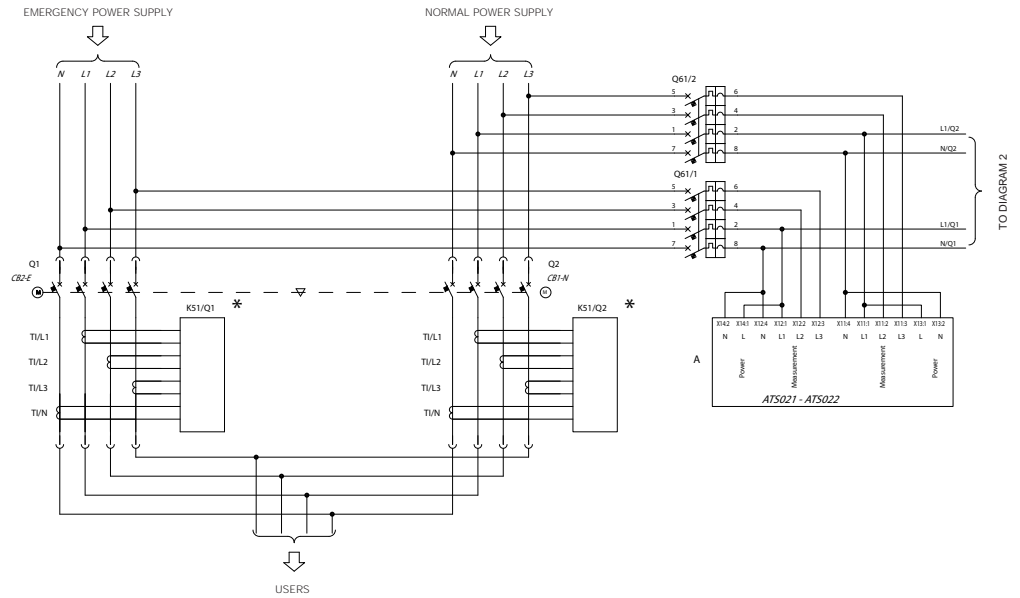 EMERGENCY POWER SUPPLY
NORMAL POWER SUPPLY
N L1 L2 L3
N L1 L2 L3
Q61/2
5 6
3 4
1 2
7 8
L1/Q2
N/Q2
TO DIAGRAM 2
Q61/1
5 6
3 4
1 2
7 8
L1/Q1
N/Q1
Q1
CB2-E
M
Q2
CB1-N
M
K51/Q1
*
K51/Q2
*
TI/L1
TI/L2
TI/L3
TI/N
TI/L1
TI/L2
TI/L3
TI/N
A
X14:2 X14:1 X12:4 X12:1 X12:2 X12:3 X11:4 X11:1 X11:2 X11:3 X13:1 X13:2
N L N L1 L2 L3 N L1 L2 L3 L N
Power
Measurement
Measurement
Power
ATS021 - ATS022
USERS